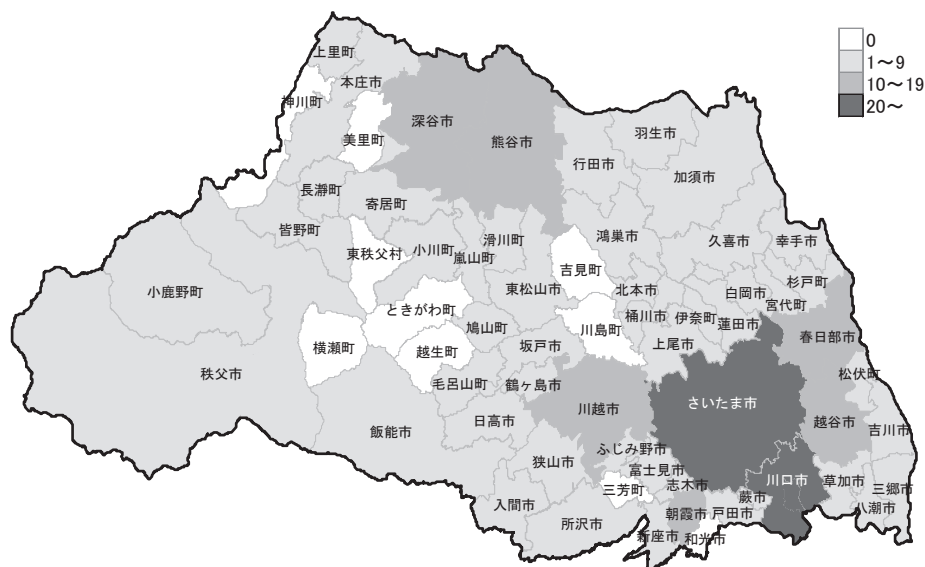 0
1～9
10～19
20～
上里町
本庄市
神川町
美里町
深谷市
熊谷市
羽生市
行田市
加須市
長瀞町
寄居町
皆野町
東秩父村
小川町
嵐山町
滑川町
吉見町
鴻巣市
久喜市
幸手市
小鹿野町
ときがわ町
東松山市
北本市
白岡市
杉戸町
宮代町
横瀬町
越生町
鳩山町
川島町
桶川市
伊奈町
蓮田市
春日部市
秩父市
坂戸市
上尾市
毛呂山町
鶴ヶ島市
松伏町
飯能市
日高市
川越市
さいたま市
越谷市
吉川市
狭山市
ふじみ野市
富士見市
志木市
川口市
草加市
三郷市
八潮市
入間市
三芳町
蕨市
所沢市
朝霞市
戸田市
新座市
和光市